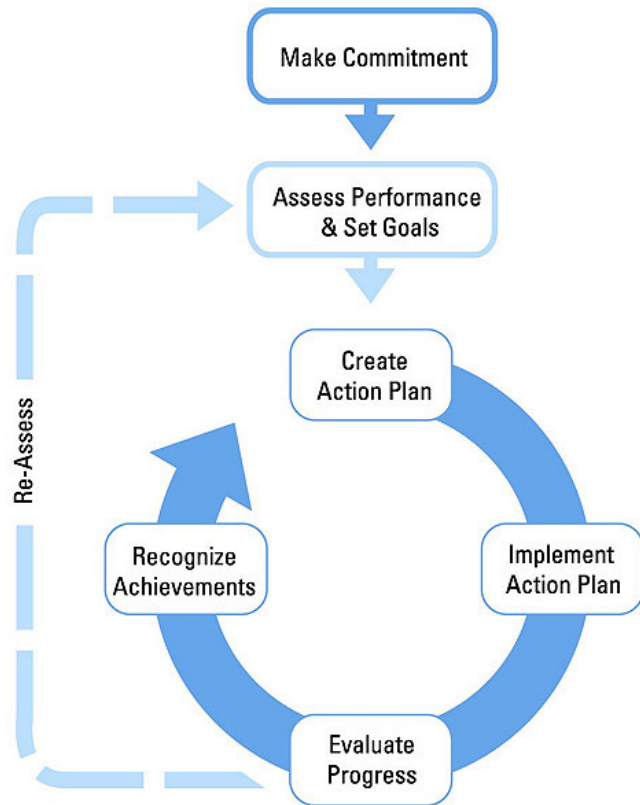 Make Commitment
Assess Performance
& Set Goals
Create
Action Plan
Re-Assess
Recognize
Achievements
Implement
Action Plan
Evaluate
Progress